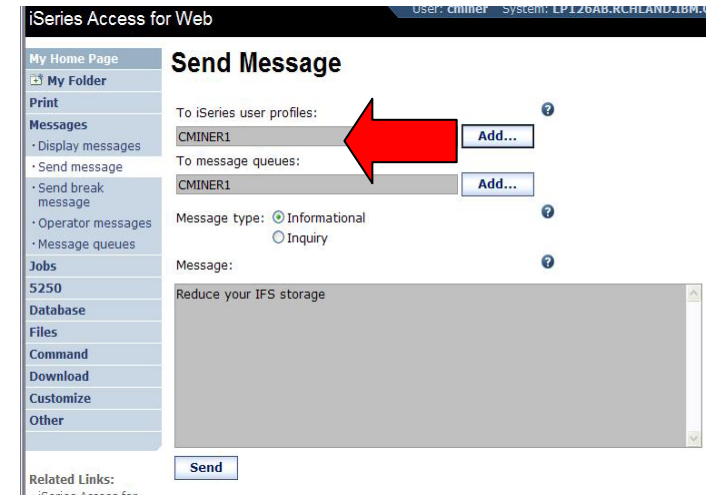 iSeries Access for Web
User: cminer System: LP126AB.RCHLAND.IBM.
My Home Page
My Folder
Print
Messages
· Display messages
· Send message
· Send break
message
· Operator messages
· Message queues
Jobs
5250
Database
Files
Command
Download
Customize
Other
Related Links:
Send Message
To iSeries user profiles:
CMINER1
Add...
To message queues:
CMINER1
Add...
Message type: Informational
Inquiry
Message:
Reduce your IFS storage
Send